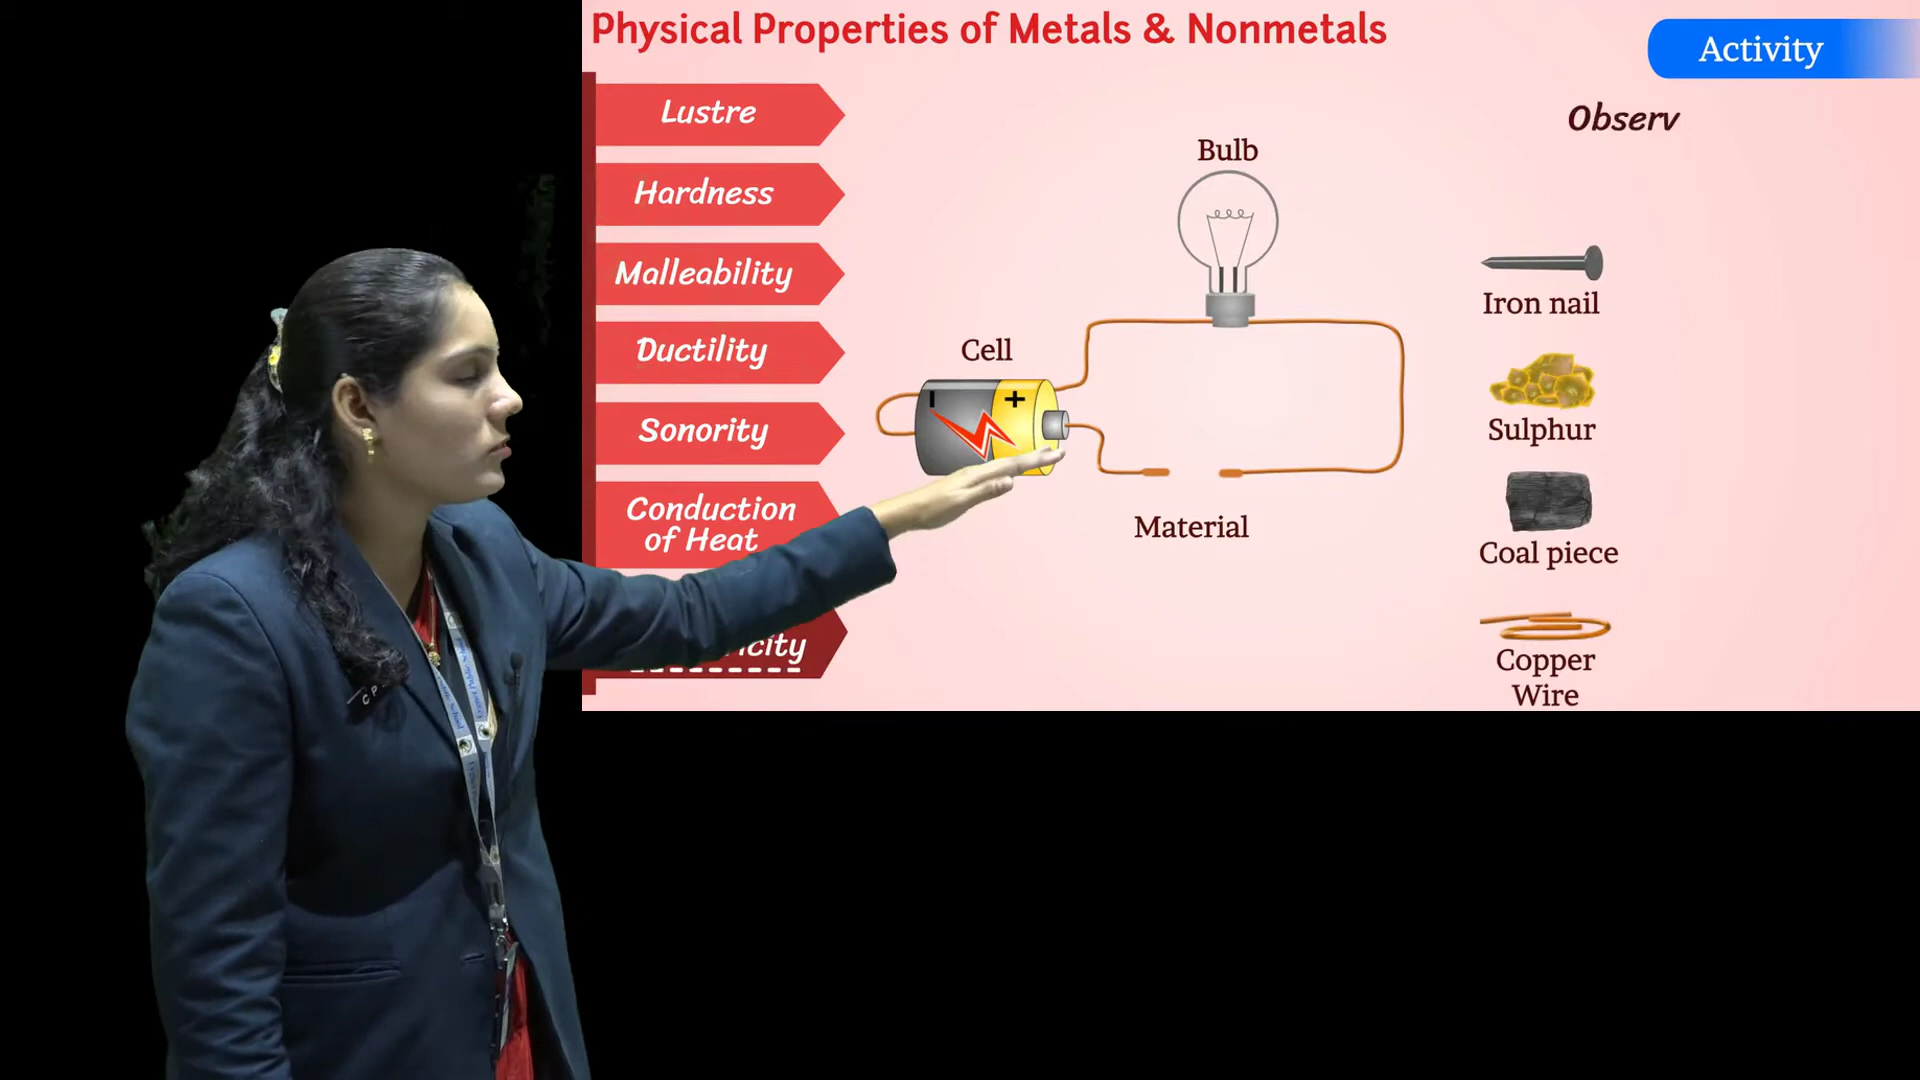 Physical Properties of Metals & Nonmetals
Activity
Lustre
Hardness
Malleability
Ductility
Sonority
Conduction
of Heat
Observ
Bulb
Cell
+
Material
Iron nail
Sulphur
Coal piece
Copper
Wire